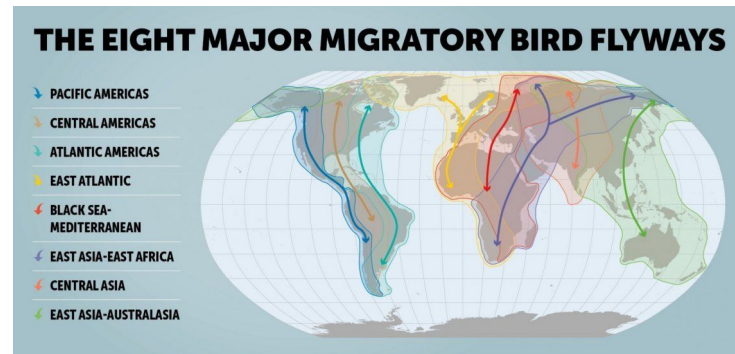 THE EIGHT MAJOR MIGRATORY BIRD FLYWAYS
PACIFIC AMERICAS
CENTRAL AMERICAS
ATLANTIC AMERICAS
EAST ATLANTIC
BLACK SEA-
MEDITERRANEAN
EAST ASIA-EAST AFRICA
CENTRAL ASIA
EAST ASIA-AUSTRALASIA